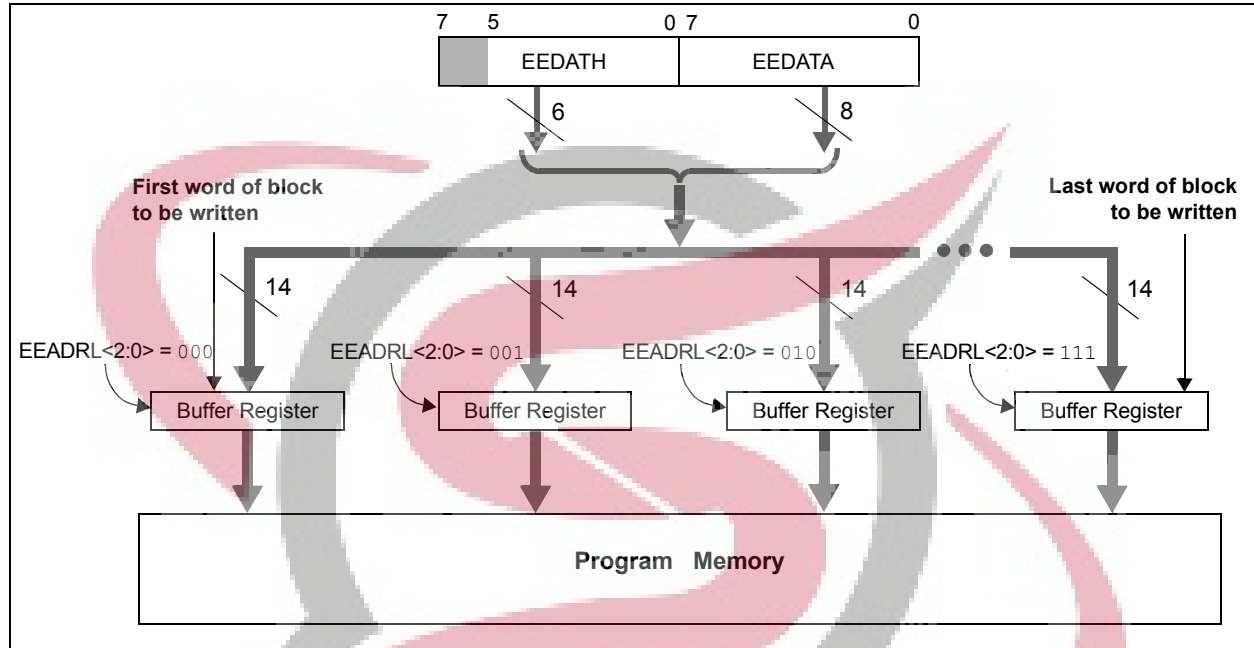 7 5 0 7 0
EEDATH EEDATA
6 8
First word of block
to be written
Last word of block
to be written
14 14 14 14
EEADRL<2:0> = 000 EEADRL<2:0> = 001 EEADRL<2:0> = 010 EEADRL<2:0> = 111
Buffer Register Buffer Register Buffer Register Buffer Register
Program Memory